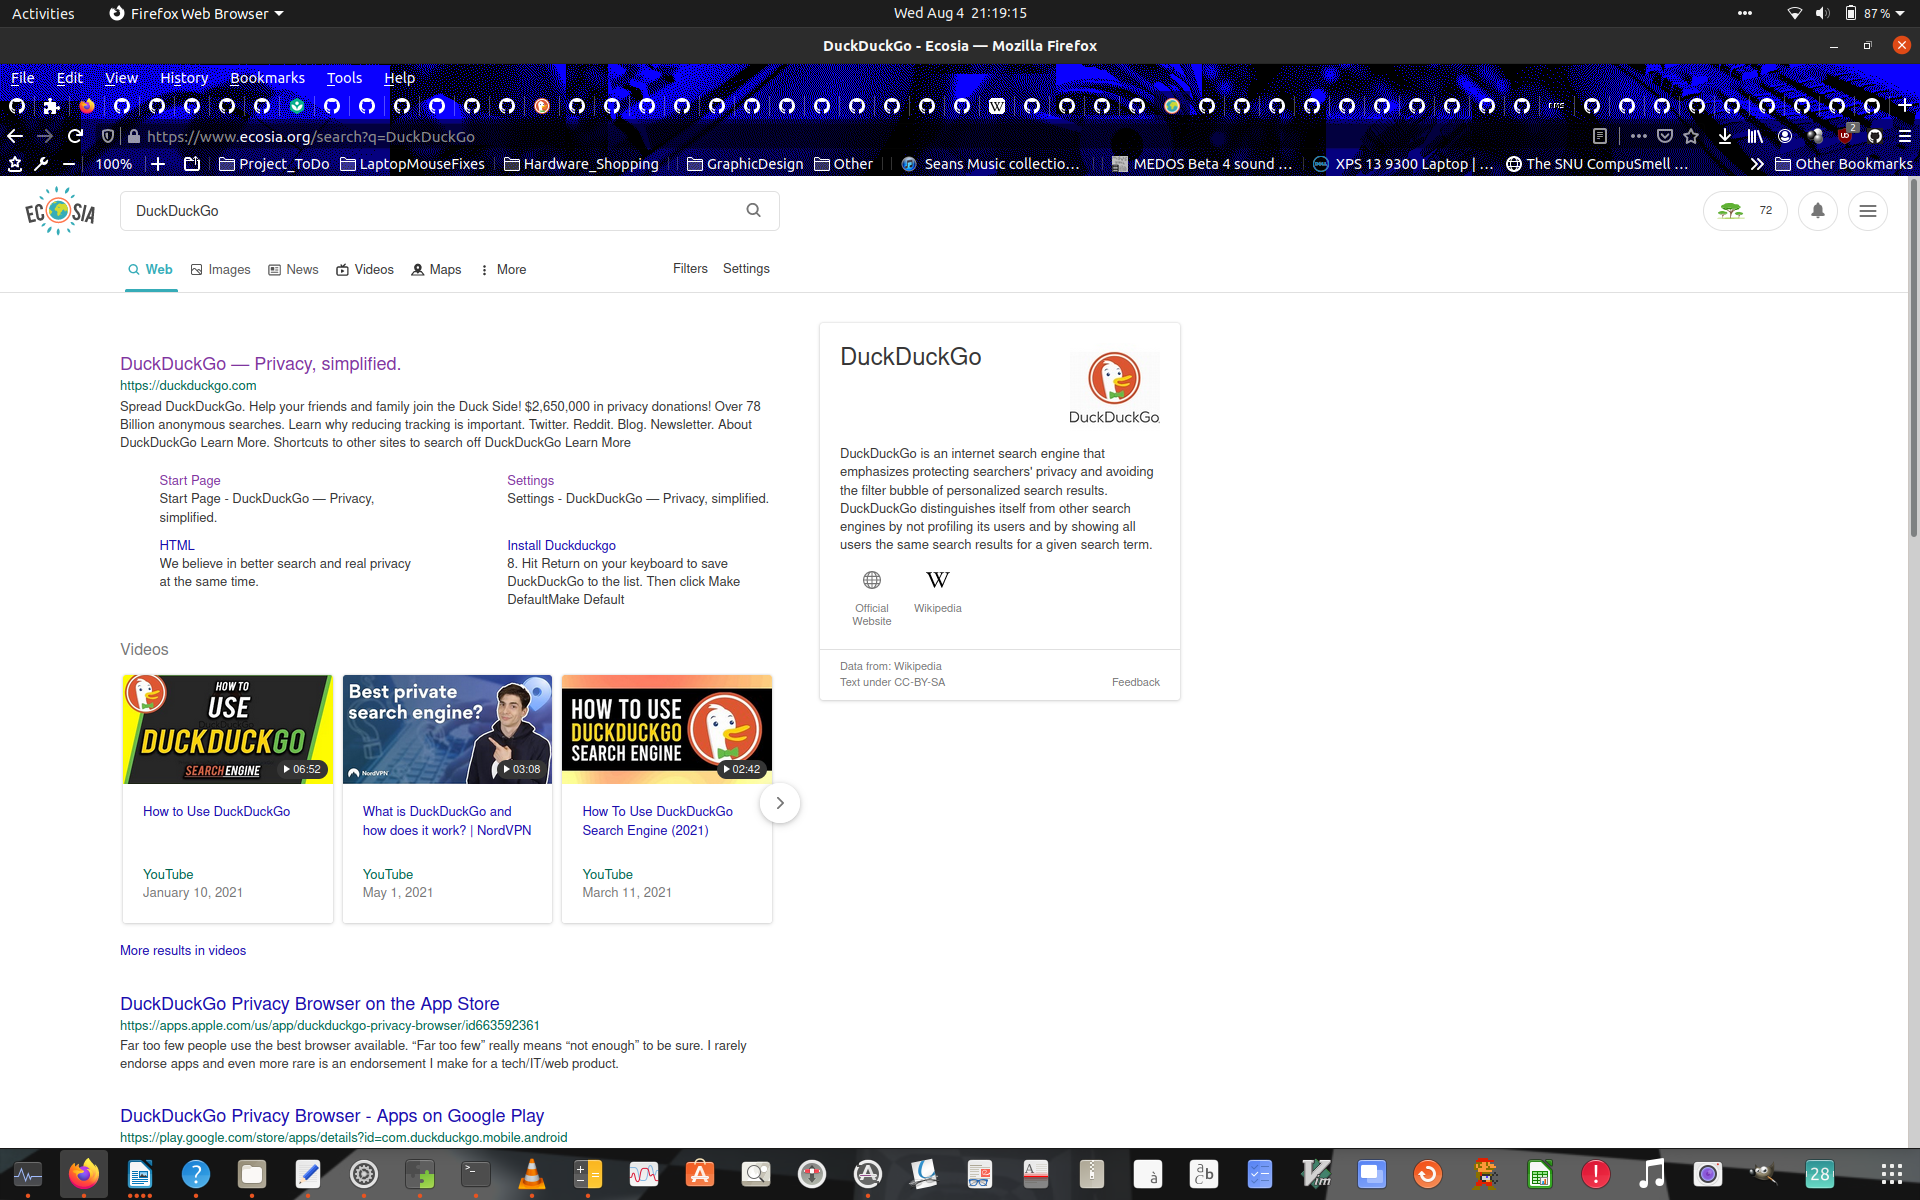 Activities
Firefox Web Browser
Wed Aug 4 21:19:15
87 %
DuckDuckGo - Ecosia — Mozilla Firefox
File Edit View History Bookmarks Tools Help
https://www.ecosia.org/search?q=DuckDuckGo
2
100%
Project_ToDo
LaptopMouseFixes
Hardware_Shopping
GraphicDesign
Other
Seans Music collectio…
MEDOS Beta 4 sound …
XPS 13 9300 Laptop | …
The SNU CompuSmell …
Other Bookmarks
ECOSIA
DuckDuckGo
72
Web
Images
News
Videos
Maps
More
Filters
Settings
DuckDuckGo — Privacy, simplified.
https://duckduckgo.com
Spread DuckDuckGo. Help your friends and family join the Duck Side! $2,650,000 in privacy donations! Over 78
Billion anonymous searches. Learn why reducing tracking is important. Twitter. Reddit. Blog. Newsletter. About
DuckDuckGo Learn More. Shortcuts to other sites to search off DuckDuckGo Learn More
Start Page
Start Page - DuckDuckGo — Privacy,
simplified.
Settings
Settings - DuckDuckGo — Privacy, simplified.
HTML
We believe in better search and real privacy
at the same time.
Install Duckduckgo
8. Hit Return on your keyboard to save
DuckDuckGo to the list. Then click Make
DefaultMake Default
Videos
HOW TO
USE
DUCKDUCKGO
SEARCH ENGINE
06:52
How to Use DuckDuckGo
YouTube
January 10, 2021
Best private
search engine?
NordVPN
03:08
What is DuckDuckGo and
how does it work? | NordVPN
YouTube
May 1, 2021
HOW TO USE
DUCKDUCKGO
SEARCH ENGINE
02:42
How To Use DuckDuckGo
Search Engine (2021)
YouTube
March 11, 2021
More results in videos
DuckDuckGo Privacy Browser on the App Store
https://apps.apple.com/us/app/duckduckgo-privacy-browser/id663592361
Far too few people use the best browser available. “Far too few” really means “not enough” to be sure. I rarely
endorse apps and even more rare is an endorsement I make for a tech/IT/web product.
DuckDuckGo Privacy Browser - Apps on Google Play
https://play.google.com/store/apps/details?id=com.duckduckgo.mobile.android
DuckDuckGo
DuckDuckGo
DuckDuckGo is an internet search engine that
emphasizes protecting searchers' privacy and avoiding
the filter bubble of personalized search results.
DuckDuckGo distinguishes itself from other search
engines by not profiling its users and by showing all
users the same search results for a given search term.
W
Official
Website
Wikipedia
Data from: Wikipedia
Text under CC-BY-SA
Feedback
28